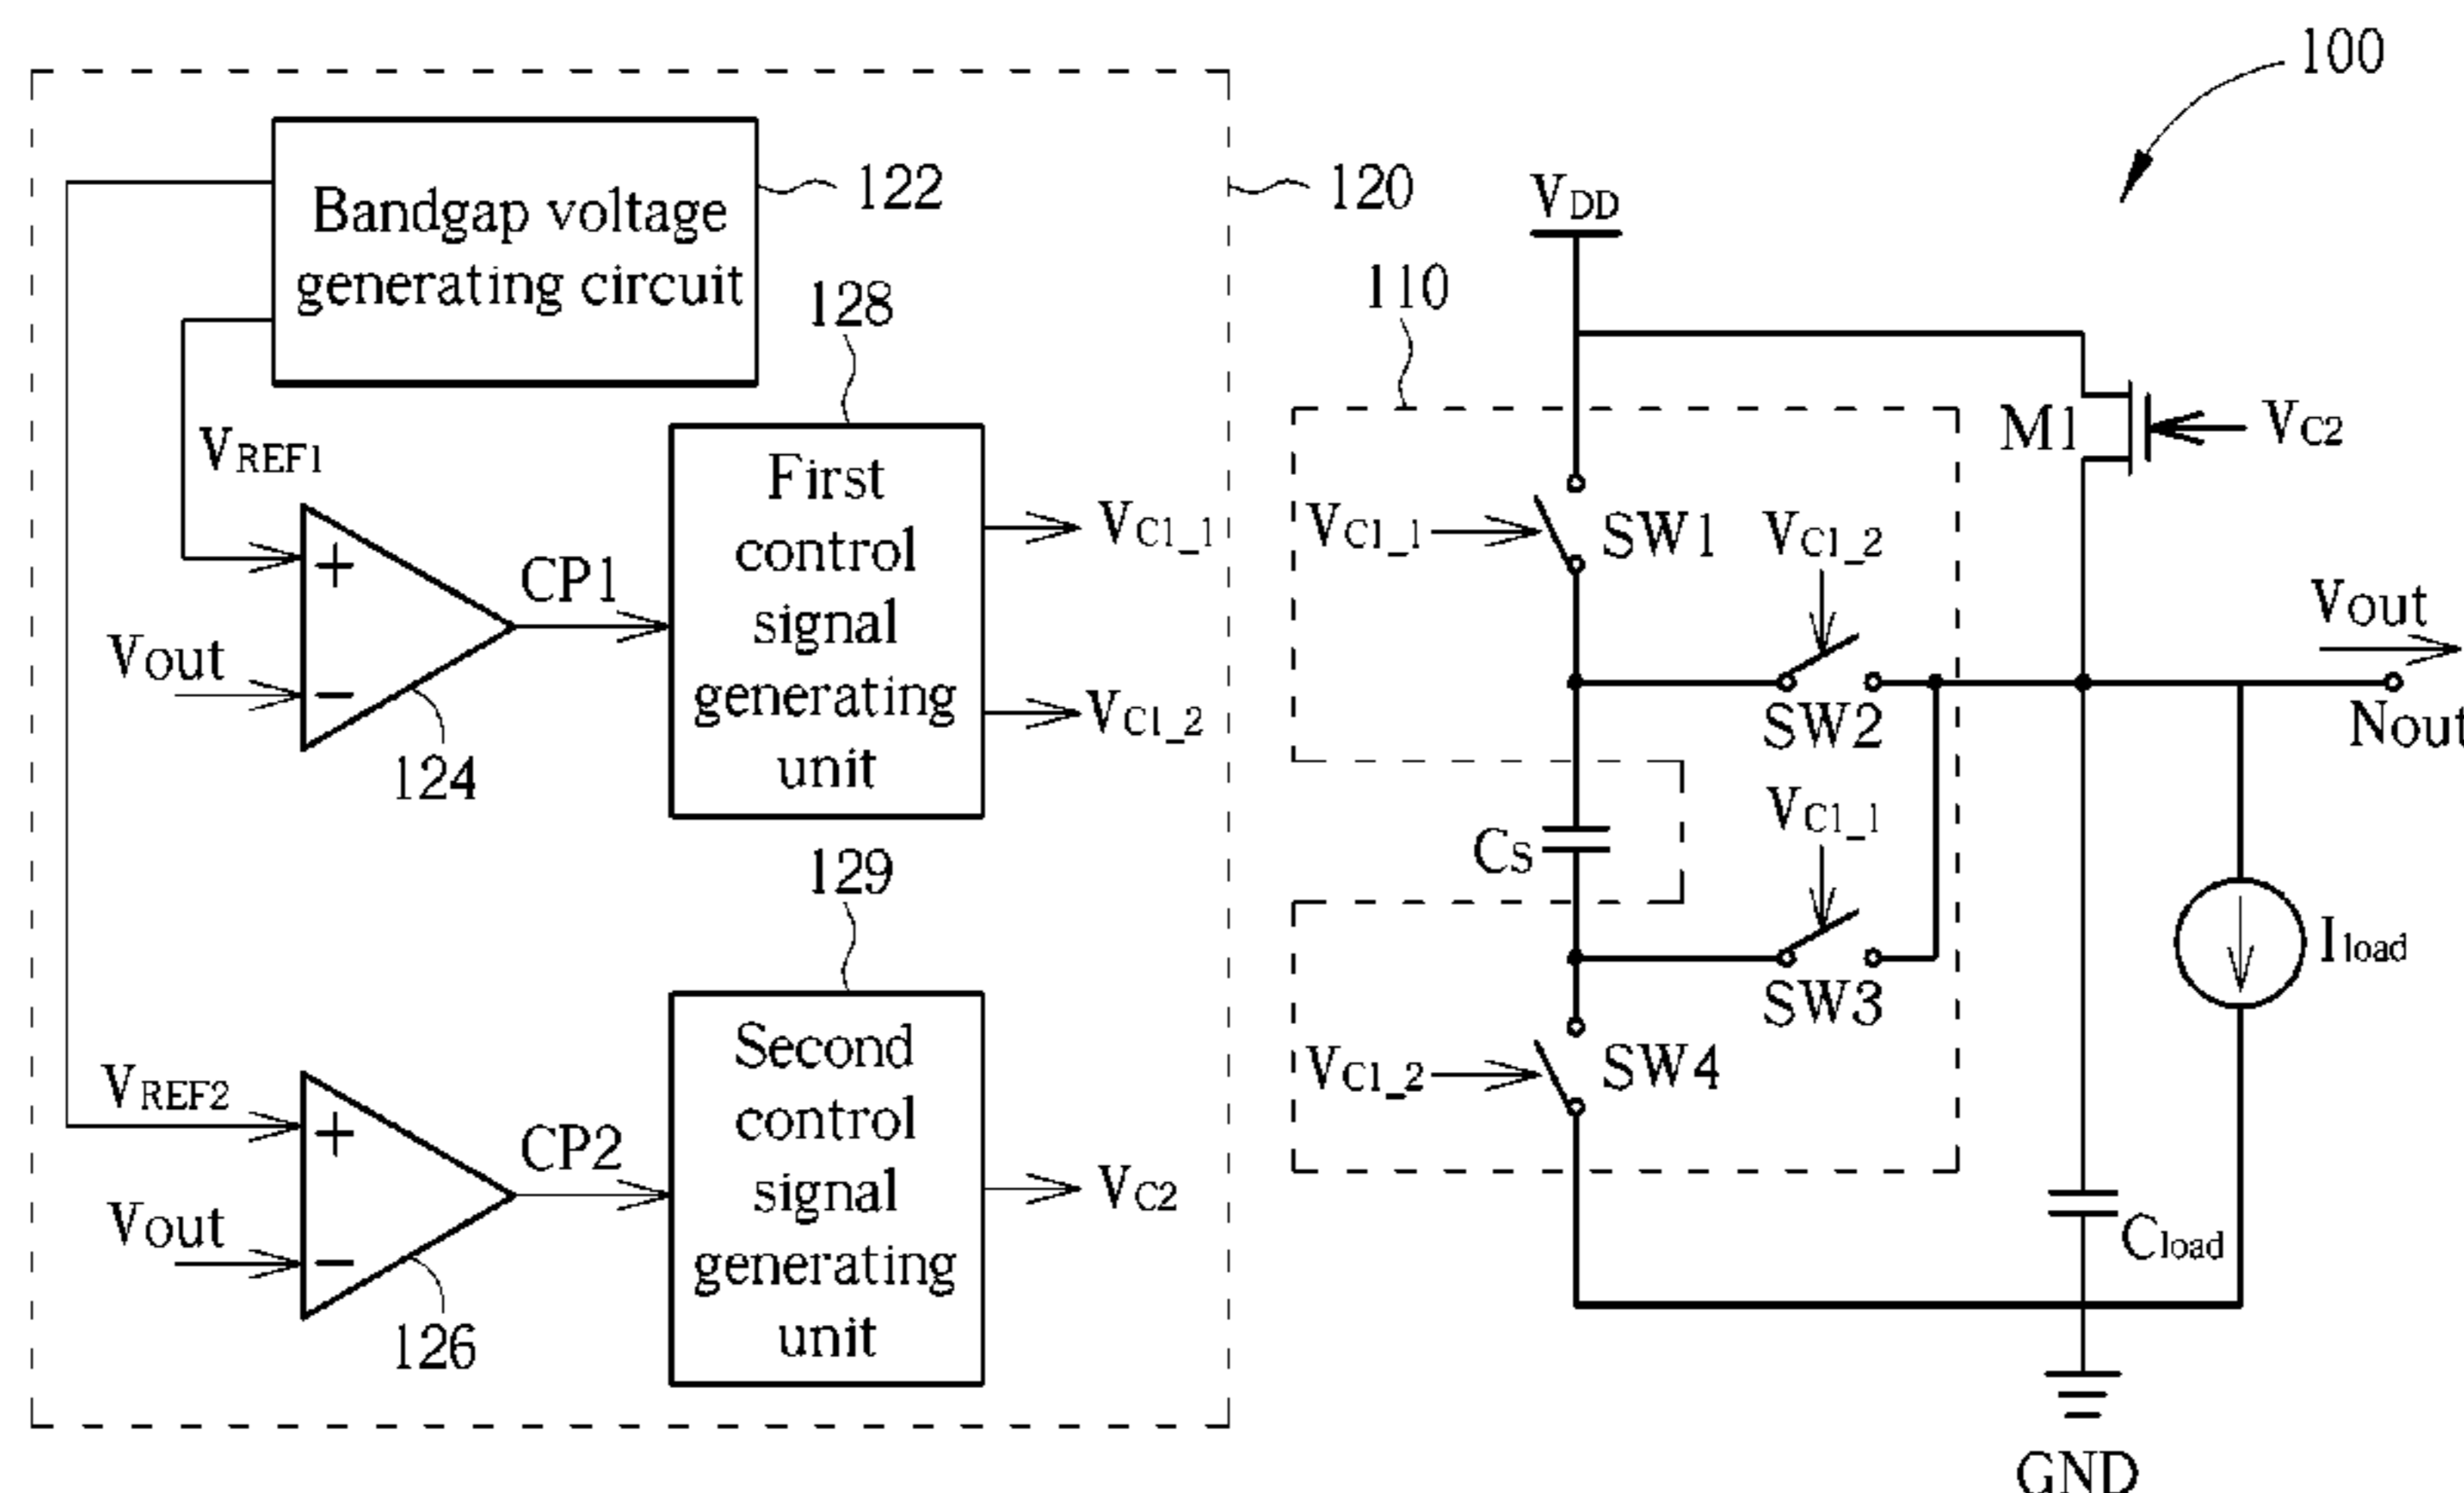 100
Bandgap voltage
generating circuit
122
120
VDD
128
110
VREF1
First
control
signal
generating
unit
VC1_1
VC1_2
CP1
+
Vout
−
124
VC1_1
SW1
VC1_2
SW2
M1
VC2
Vout
Nout
CS
VC1_1
SW3
129
Iload
VREF2
Second
control
signal
generating
unit
VC2
CP2
+
Vout
−
126
VC1_2
SW4
Cload
GND